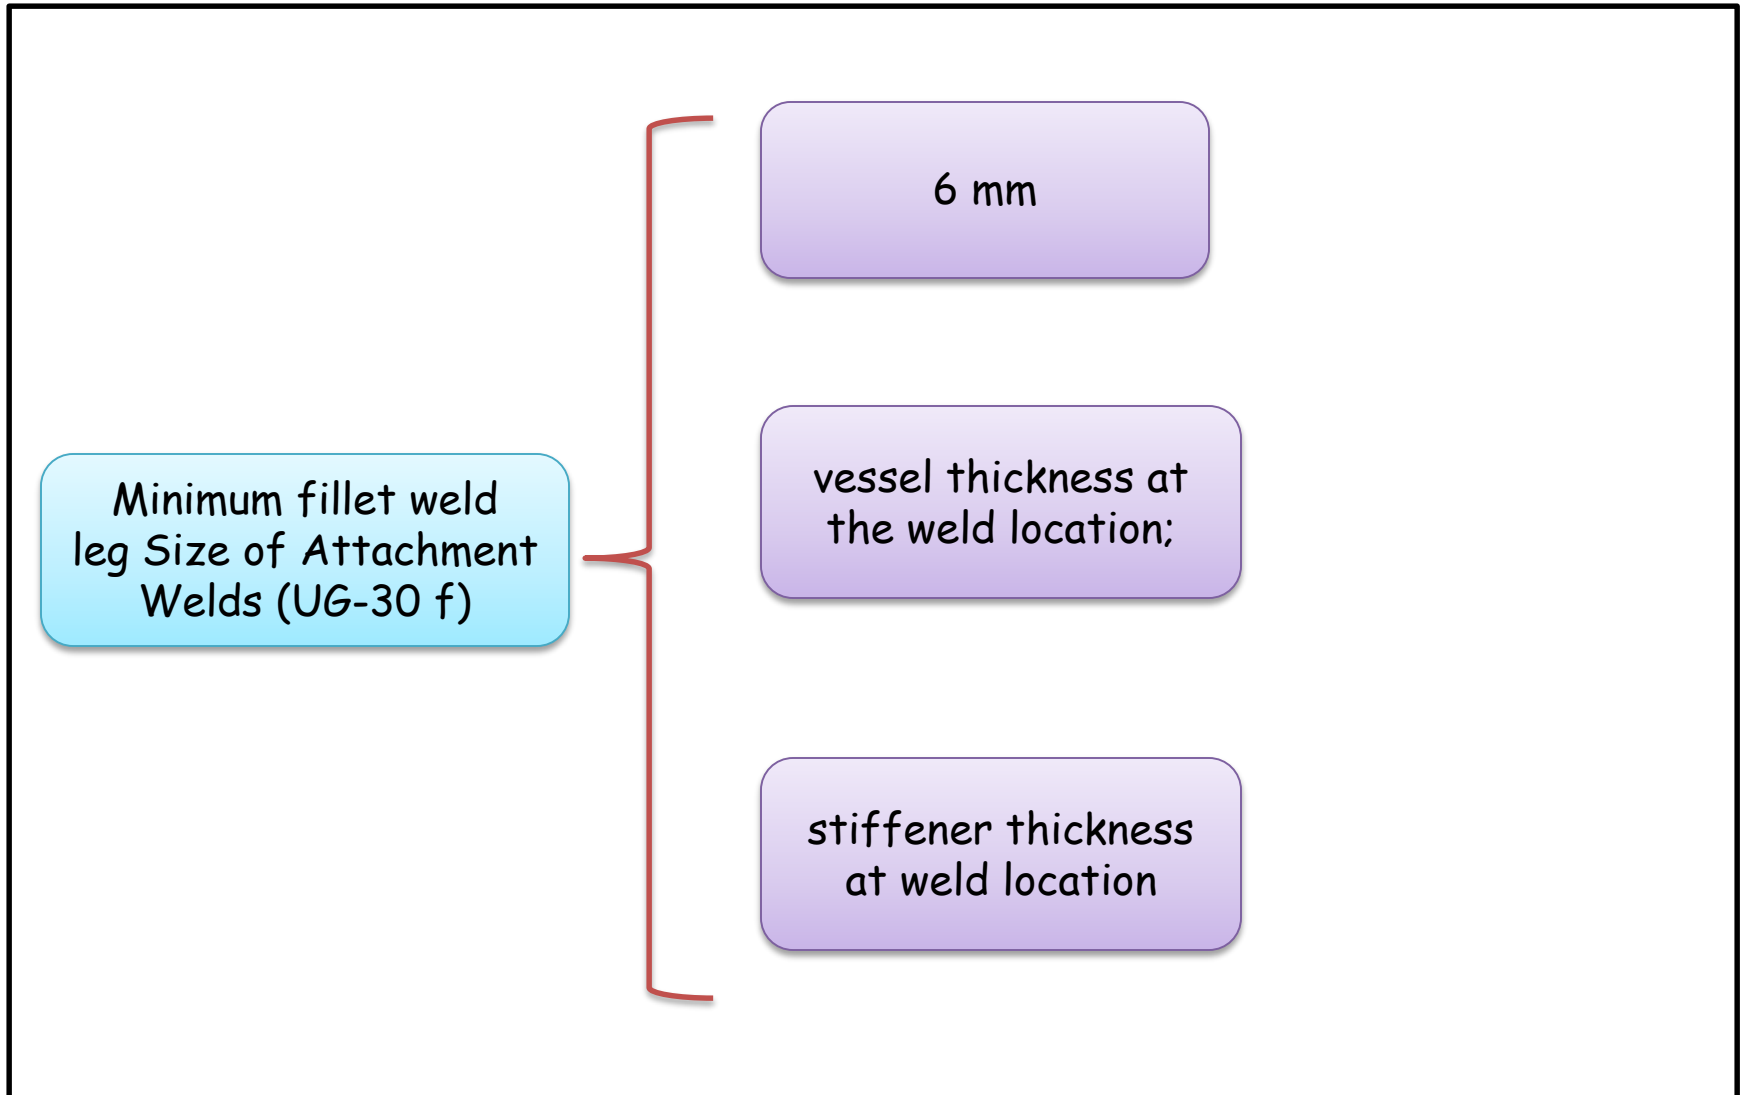 6 mm
Minimum fillet weld
leg Size of Attachment
Welds (UG-30 f)
vessel thickness at
the weld location;
stiffener thickness
at weld location